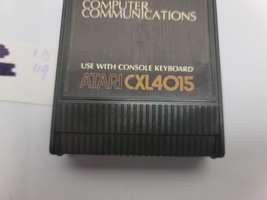 COMPUTER
COMMUNICATIONS
USE WITH CONSOLE KEYBOARD
ATARI CXL4015